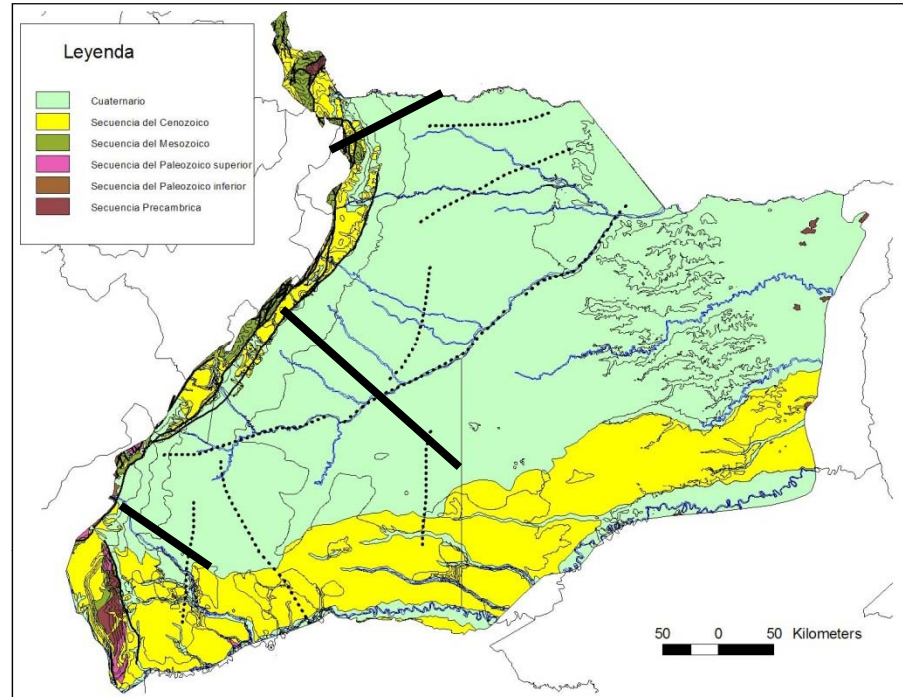 Leyenda
Cuaternario
Secuencia del Cenozoico
Secuencia del Mesozoico
Secuencia del Paleozoico superior
Secuencia del Paleozoico inferior
Secuencia Precambrica
50 0 50 Kilometers